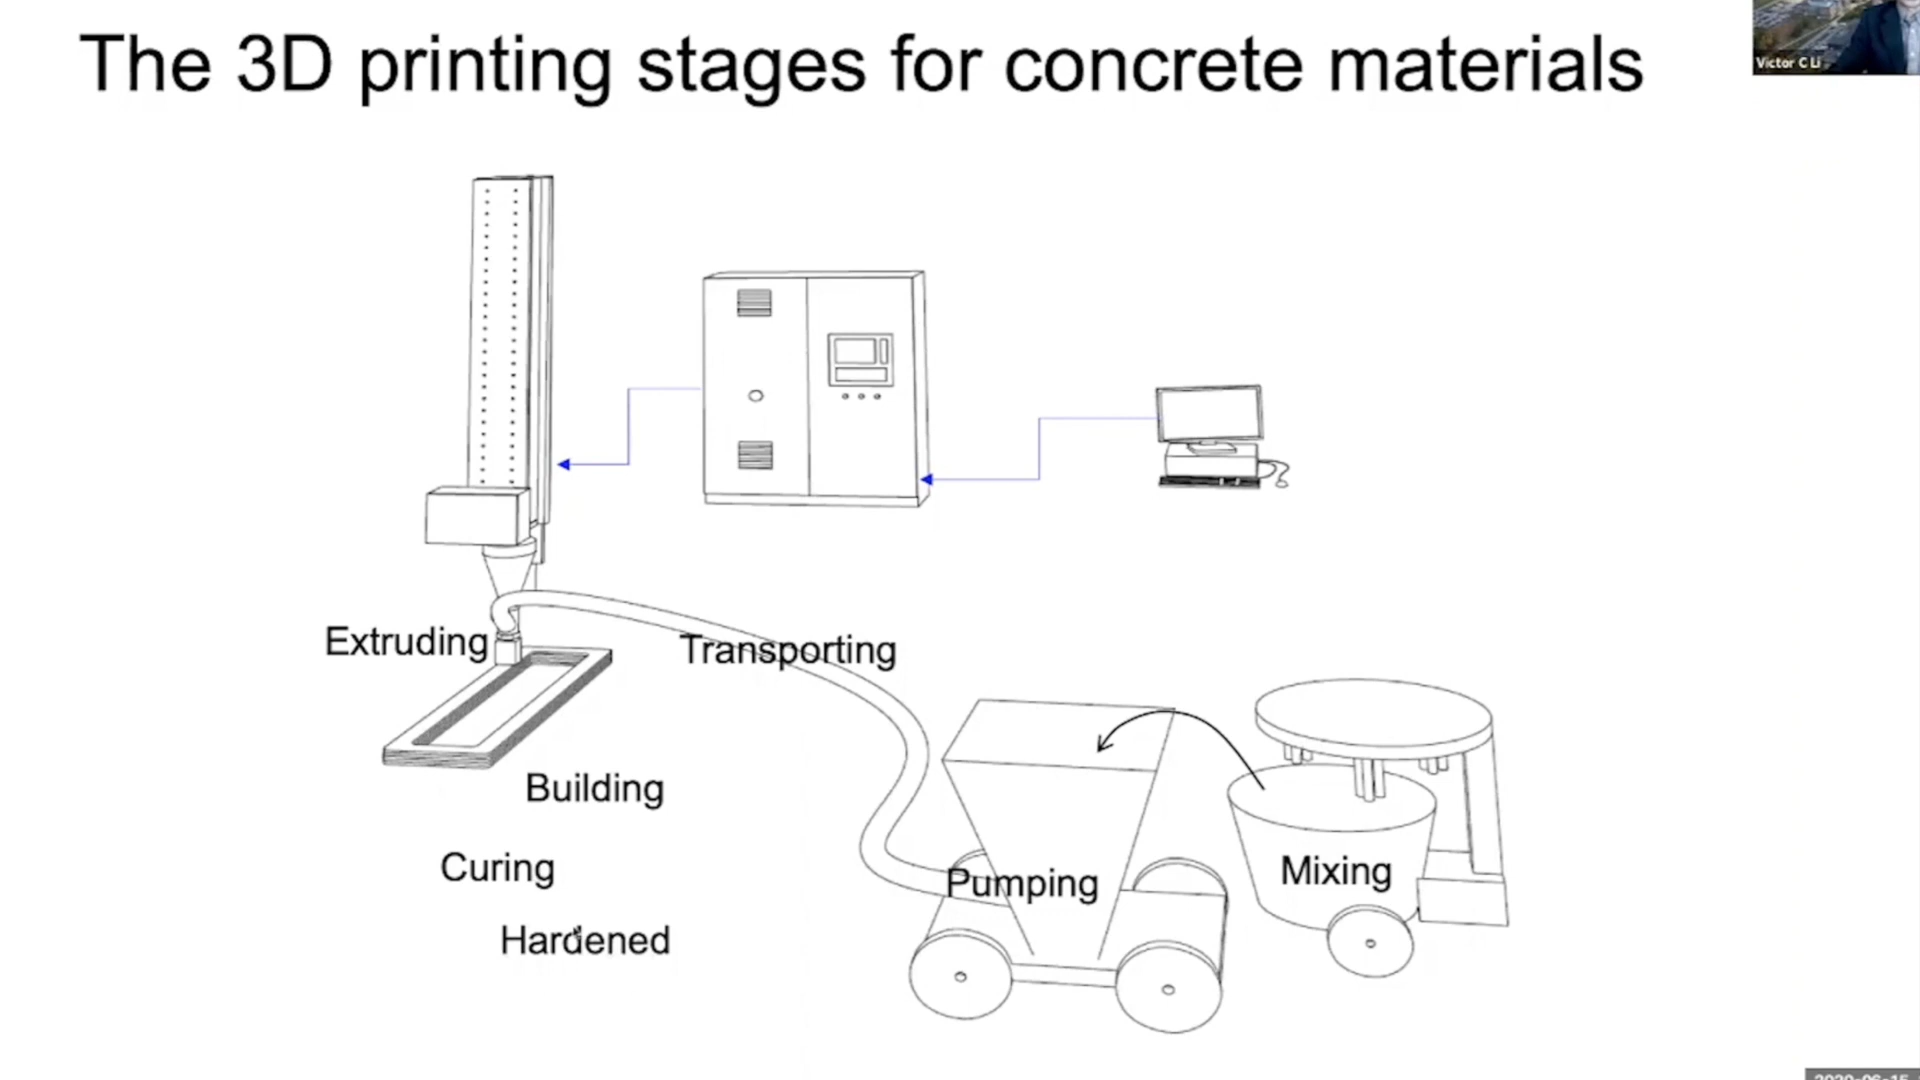 The 3D printing stages for concrete materials
Victor C Li
Extruding
Transporting
Building
Pumping
Mixing
Curing
Hardened